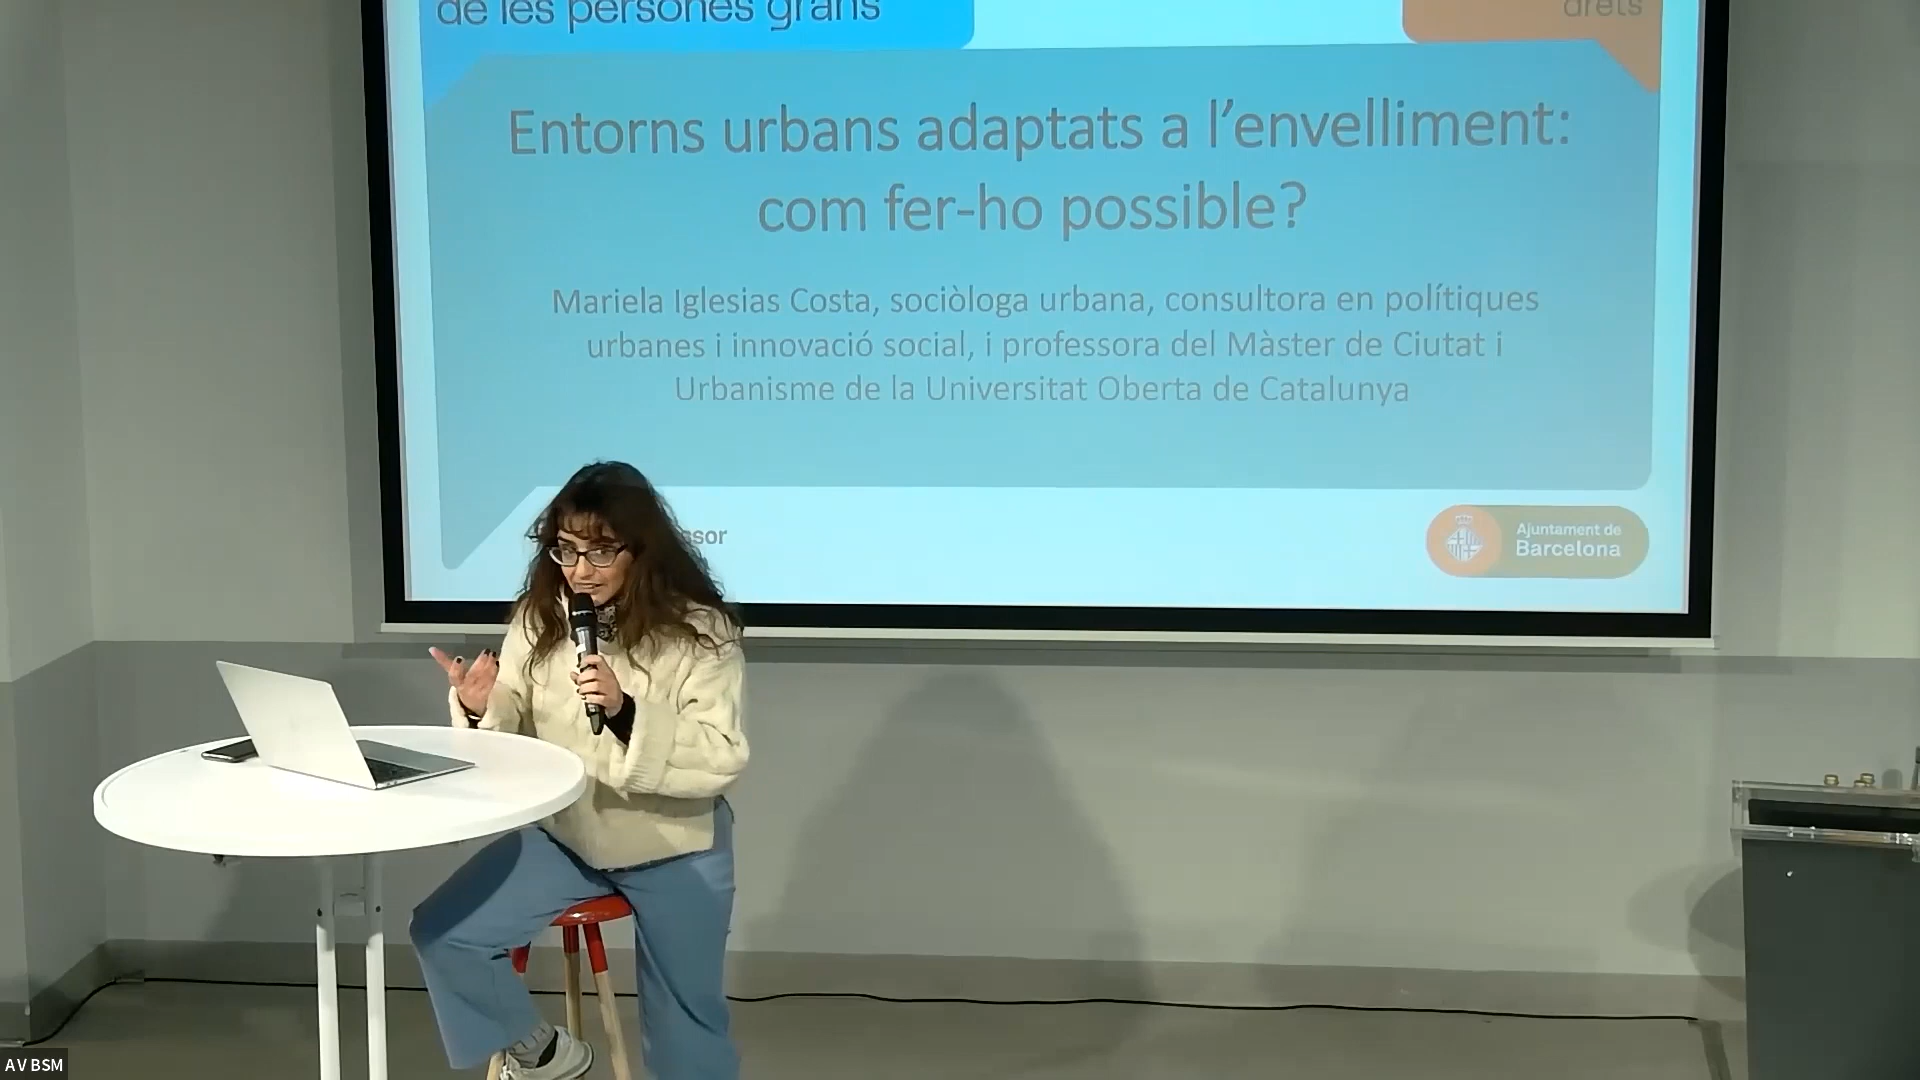 de les persones grans
drets
Entorns urbans adaptats a l’envelliment:
com fer-ho possible?
Mariela Iglesias Costa, sociòloga urbana, consultora en polítiques
urbanes i innovació social, i professora del Màster de Ciutat i
Urbanisme de la Universitat Oberta de Catalunya
ssor
Ajuntament de
Barcelona
AV BSM